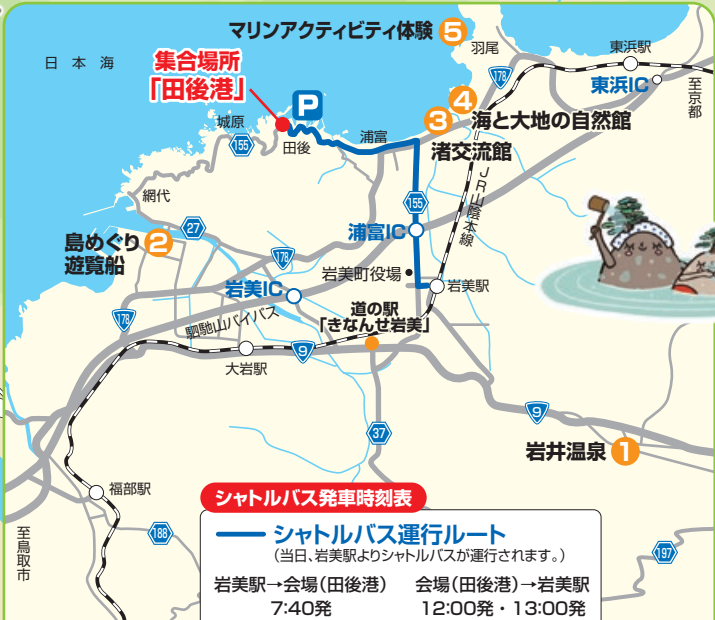 マリンアクティビティ体験 5
羽尾
東浜駅
日本海
集合場所
「田後港」
P
178
東浜IC
至京都
城原
155
田後
浦富
3
4
海と大地の自然館
渚交流館
JR山陰本線
網代
27
155
島めぐり
遊覧船
2
浦富IC
178
岩美町役場
岩美駅
岩美IC
178
駟馳山バイパス
道の駅
「きなんせ岩美」
9
大岩駅
9
37
岩井温泉 1
福部駅
188
至鳥取市
197
シャトルバス発車時刻表
シャトルバス運行ルート
(当日、岩美駅よりシャトルバスが運行されます。)
岩美駅→会場(田後港)
7:40発
会場(田後港)→岩美駅
12:00発・13:00発